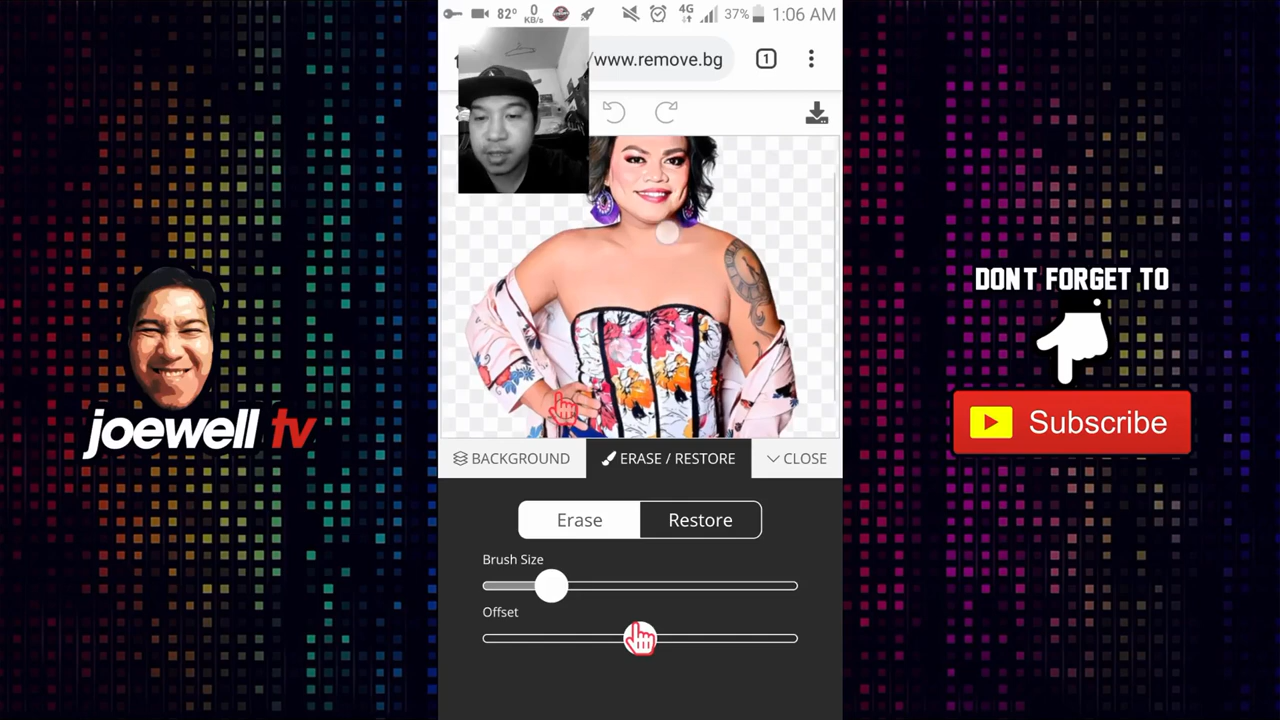 82°
0
KB/s
4G
37%
1:06 AM
/www.remove.bg
1
BACKGROUND
ERASE / RESTORE
CLOSE
Erase
Restore
Brush Size
Offset
joewell tv
DONT FORGET TO
Subscribe